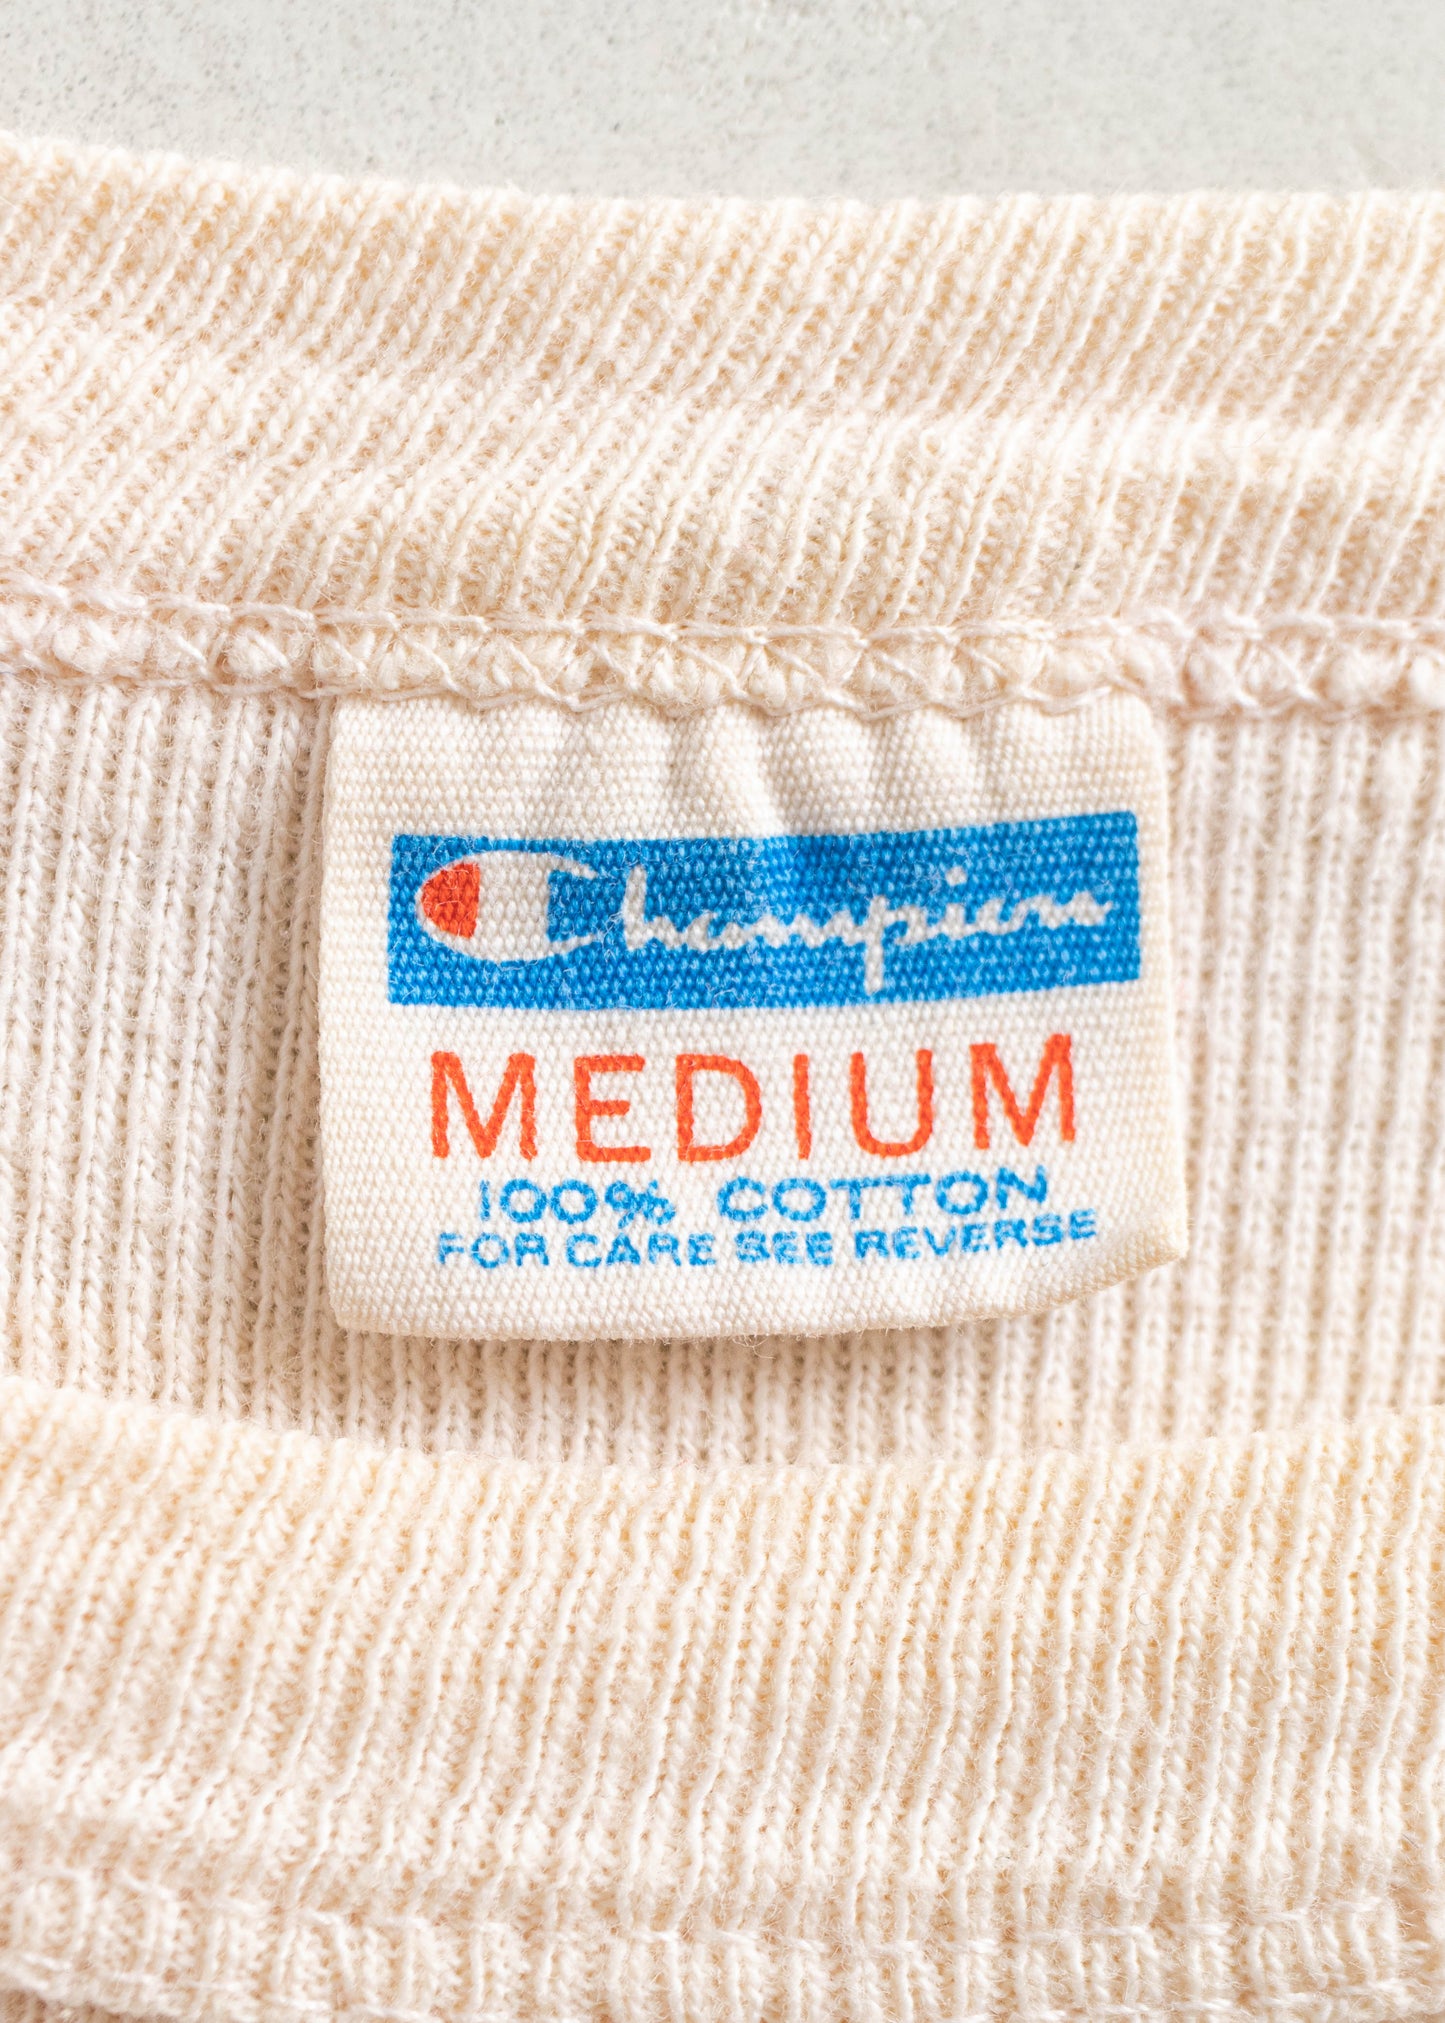 Champion
MEDIUM
100% COTTON
FOR CARE SEE REVERSE